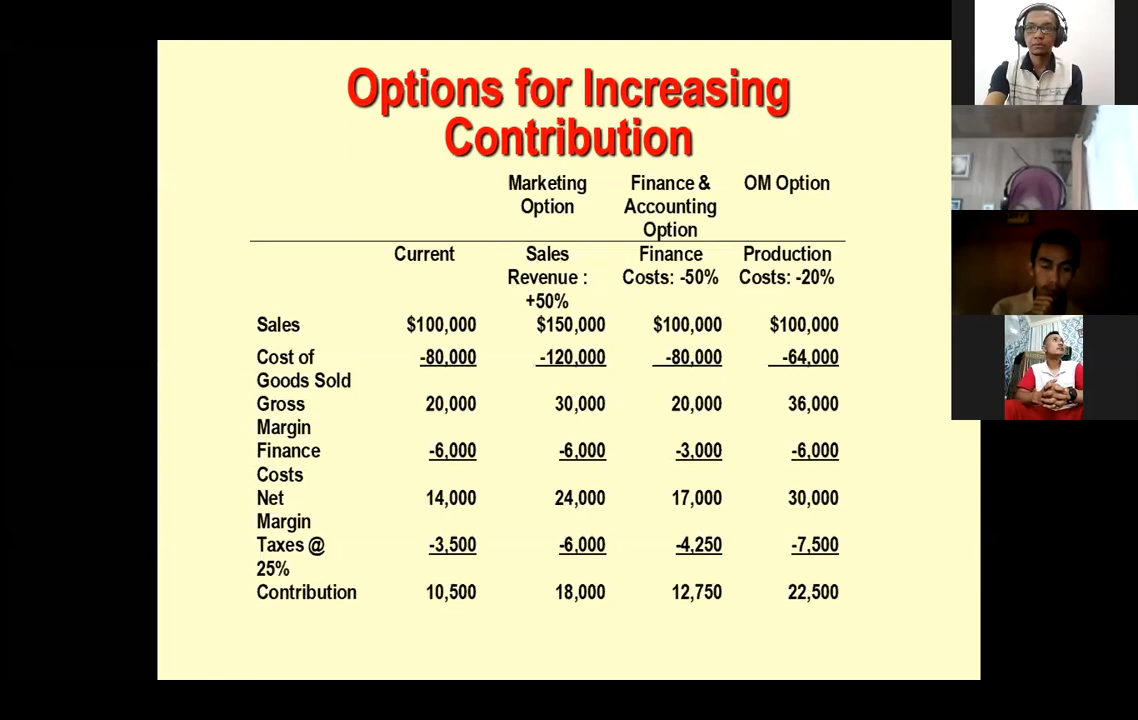 Options for Increasing
Contribution
Marketing Finance & OM Option
Option Accounting
Option
Current Sales Finance Production
Revenue : Costs: -50% Costs: -20%
+50%
Sales $100,000 $150,000 $100,000 $100,000
Cost of -80,000 -120,000 -80,000 -64,000
Goods Sold
Gross 20,000 30,000 20,000 36,000
Margin
Finance -6,000 -6,000 -3,000 -6,000
Costs
Net 14,000 24,000 17,000 30,000
Margin
Taxes @ -3,500 -6,000 -4,250 -7,500
25%
Contribution 10,500 18,000 12,750 22,500